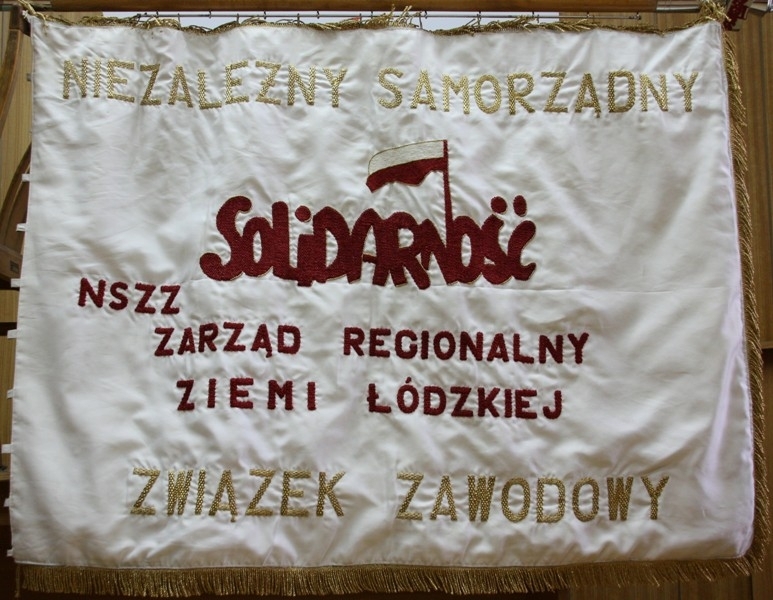 NIEZALEŻNY SAMORZĄDNY
SOLiDARNOŚĆ
NSZZ
ZARZĄD REGIONALNY
ZIEMI ŁÓDZKIEJ
ZWIĄZEK ZAWODOWY